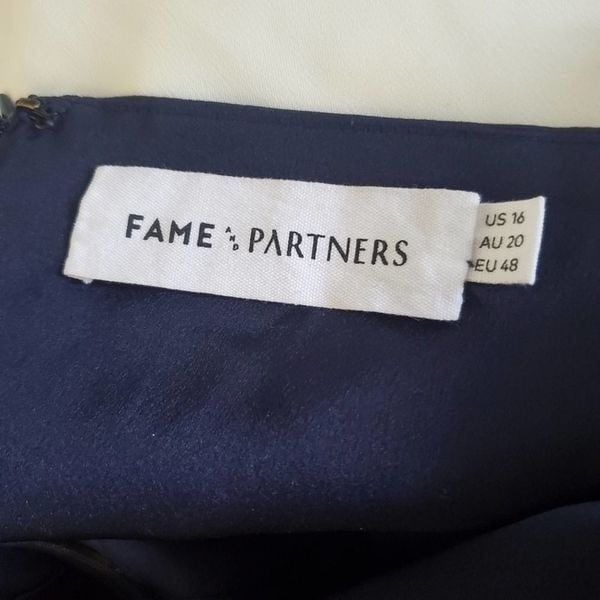 FAME AND PARTNERS
US 16
AU 20
EU 48